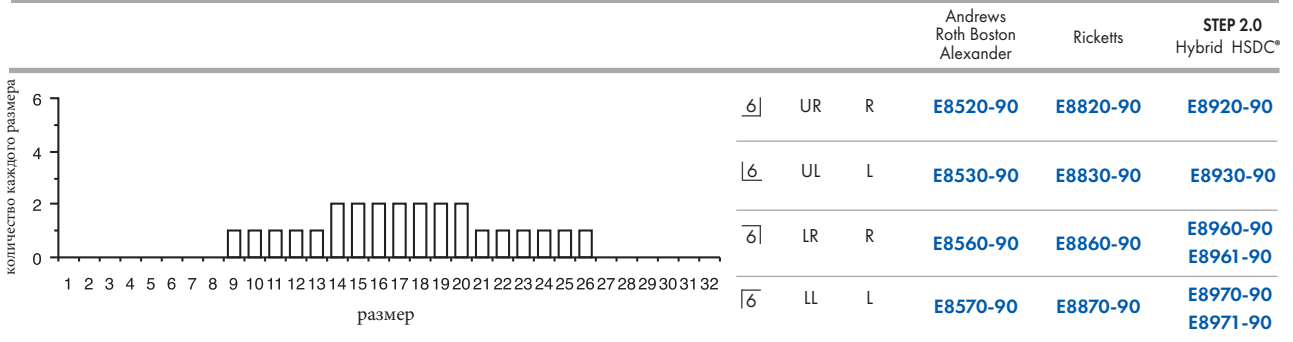 Andrews
Roth Boston
Alexander
Ricketts
STEP 2.0
Hybrid HSDC®
количество каждого размера
6
4
2
0
1 2 3 4 5 6 7 8 9 10 11 12 13 14 15 16 17 18 19 20 21 22 23 24 25 26 27 28 29 30 31 32
размер
6 UR R E8520-90 E8820-90 E8920-90
6 UL L E8530-90 E8830-90 E8930-90
6 LR R E8560-90 E8860-90 E8960-90
E8961-90
6 LL L E8570-90 E8870-90 E8970-90
E8971-90